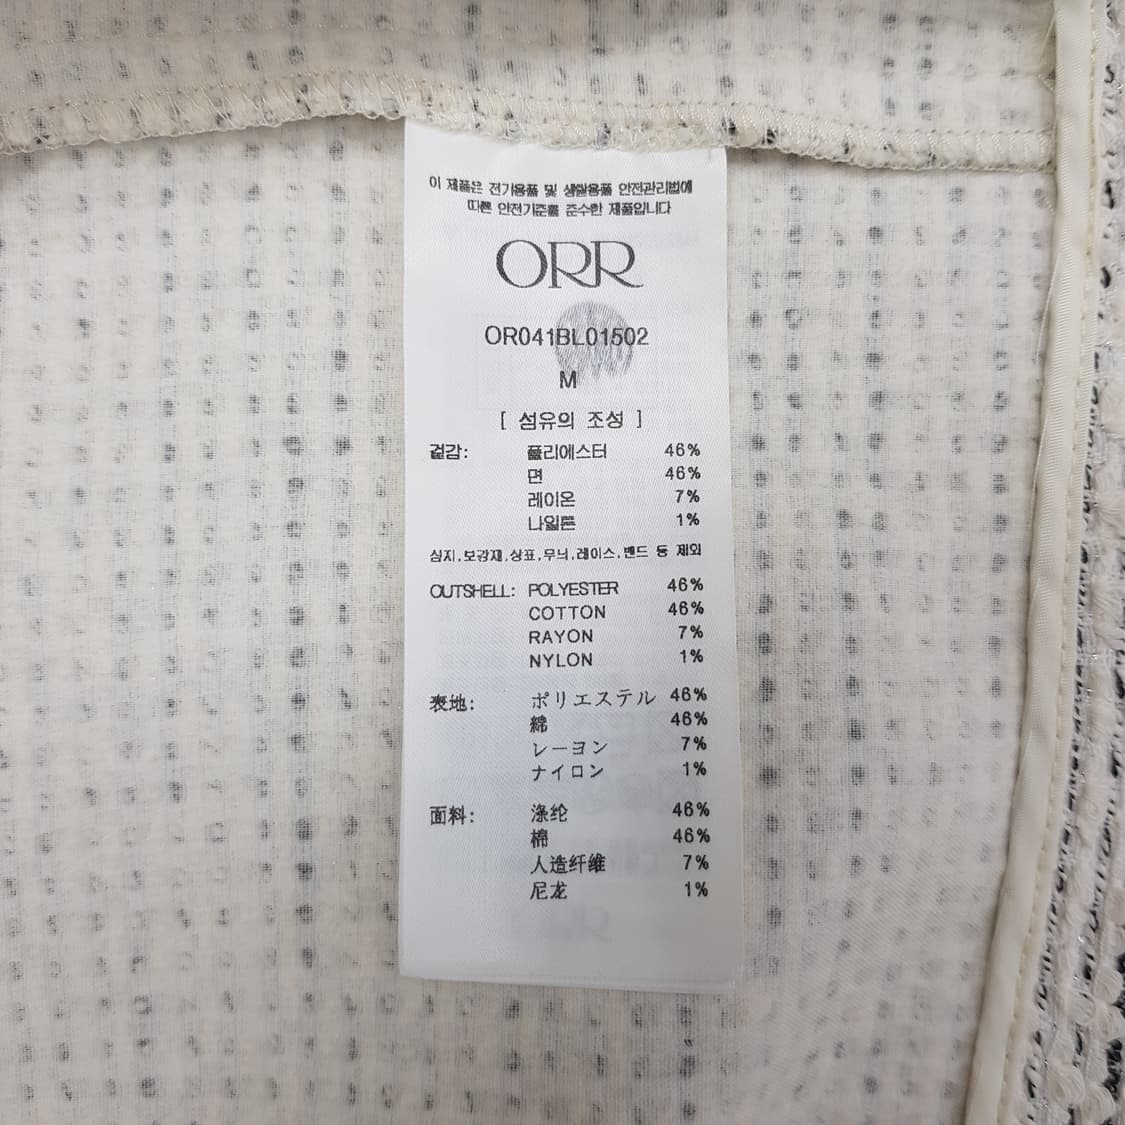 이 제품은 전기용품 및 생활용품 안전관리법에
따른 안전기준을 준수한 제품입니다
ORR
OR041BL01502
M
[ 섬유의 조성 ]
겉감: 폴리에스터 46%
면 46%
레이온 7%
나일론 1%
심지,보강재,상표,무늬,레이스,밴드 등 제외
OUTSHELL: POLYESTER 46%
COTTON 46%
RAYON 7%
NYLON 1%
表地: ポリエステル 46%
綿 46%
レーヨン 7%
ナイロン 1%
面料: 涤纶 46%
棉 46%
人造纤维 7%
尼龙 1%